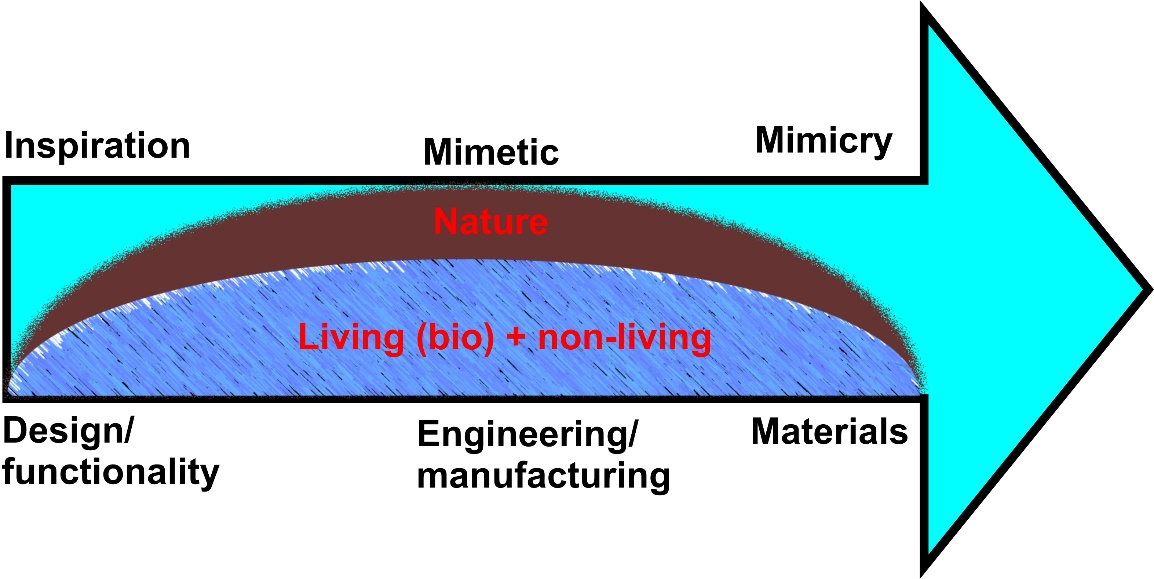 Inspiration
Mimetic
Mimicry
Nature
Living (bio) + non-living
Design/
functionality
Engineering/
manufacturing
Materials